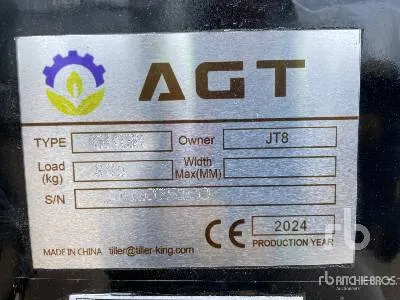 AGT
TYPE Owner JT8
Load (kg) Width Max(MM)
S/N
CE 2024
MADE IN CHINA tiller@tiller-king.com PRODUCTION YEAR
rb
RITCHIE BROS.
Auctioneers